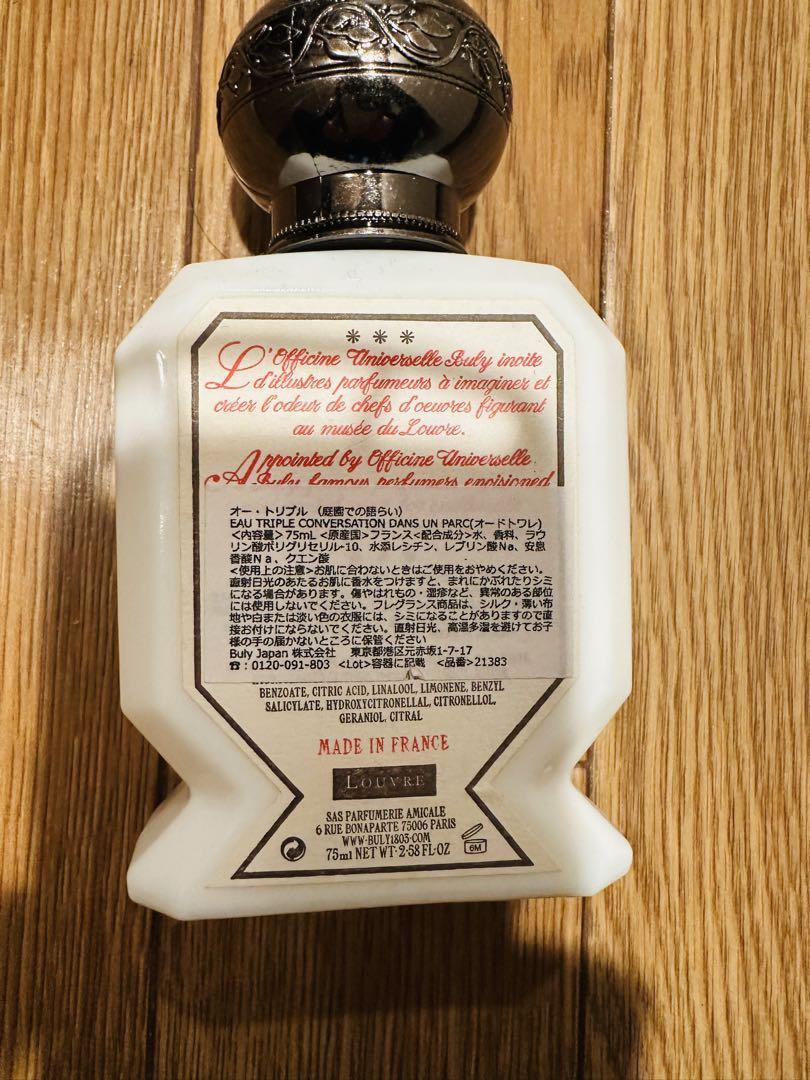 ***
L'Officine Universelle Buly invite
d'illustres parfumeurs à imaginer et
créer l'odeur de chefs d'oeuvres figurant
au musée du Louvre.
Appointed by Officine Universelle
Buly famous perfumers envisioned
オー・トリプル （庭園での語らい）
EAU TRIPLE CONVERSATION DANS UN PARC(オードトワレ)
<内容量>75mL <原産国>フランス<配合成分>水、香料、ラウ
リン酸ポリグリセリル-10、水添レシチン、レブリン酸Na、安息
香酸Na、クエン酸
<使用上の注意>お肌に合わないときはご使用をおやめください。
直射日光のあたるお肌に香水をつけますと、まれにかぶれたりシミ
になる場合があります。傷やはれもの・湿疹など、異常のある部位
には使用しないでください。フレグランス商品は、シルク・薄い布
地や白または淡い色の衣服には、シミになることがありますので直
接お付けにならないでください。直射日光、高温多湿を避けてお子
様の手の届かないところに保管ください
Buly Japan 株式会社 東京都港区元赤坂1-7-17
☎：0120-091-803 <Lot>容器に記載 <品番>21383
BENZOATE, CITRIC ACID, LINALOOL, LIMONENE, BENZYL
SALICYLATE, HYDROXYCITRONELLAL, CITRONELLOL,
GERANIOL, CITRAL
MADE IN FRANCE
LOUVRE
SAS PARFUMERIE AMICALE
6 RUE BONAPARTE 75006 PARIS
WWW·BULY1803·COM
75ml NET WT·2·58 FL·OZ
6M